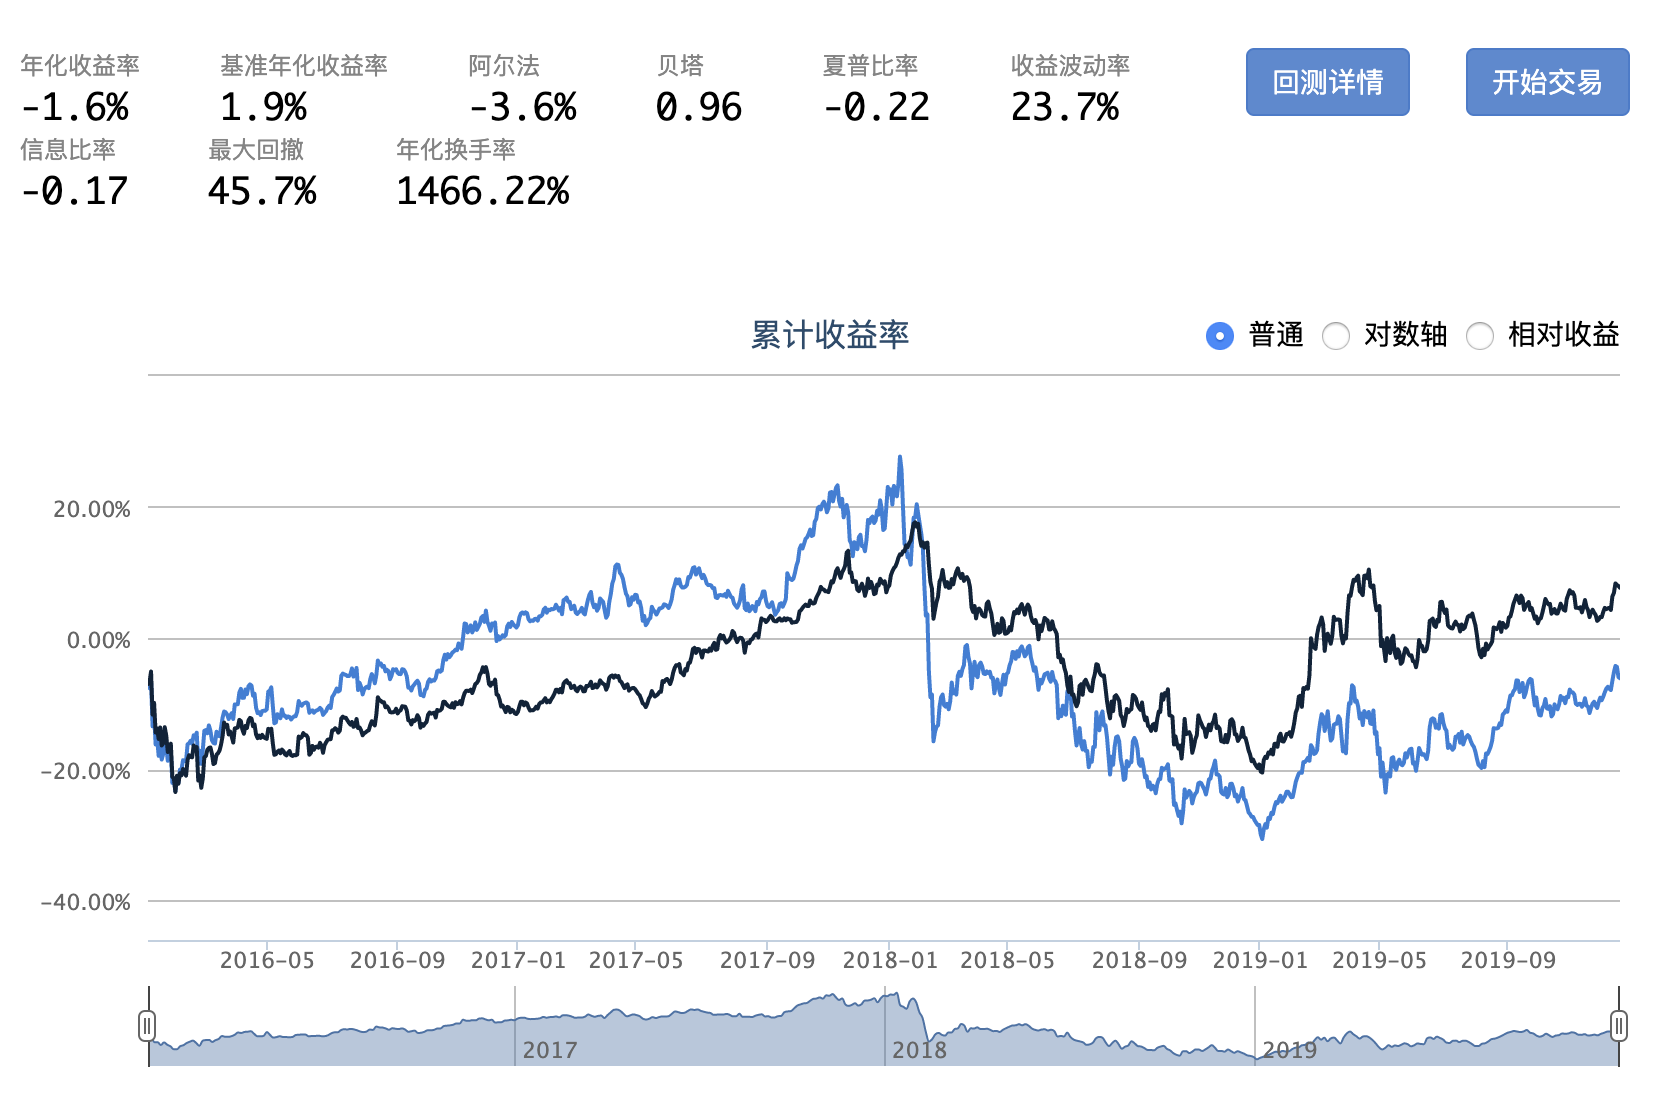 年化收益率 基准年化收益率 阿尔法 贝塔 夏普比率 收益波动率
-1.6% 1.9% -3.6% 0.96 -0.22 23.7%
回测详情 开始交易
信息比率 最大回撤 年化换手率
-0.17 45.7% 1466.22%
累计收益率
普通 对数轴 相对收益
20.00%
0.00%
-20.00%
-40.00%
2016-05 2016-09 2017-01 2017-05 2017-09 2018-01 2018-05 2018-09 2019-01 2019-05 2019-09
2017 2018 2019